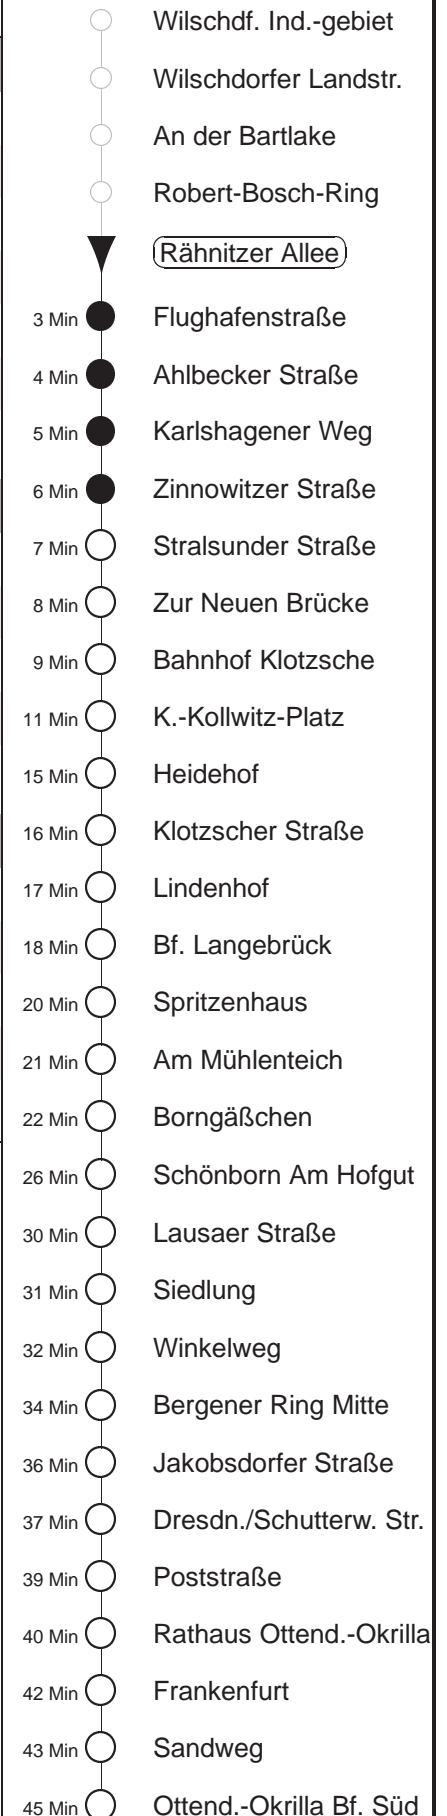 Wilschdf. Ind.-gebiet
Wilschdorfer Landstr.
An der Bartlake
Robert-Bosch-Ring
Rähnitzer Allee
3 Min Flughafenstraße
4 Min Ahlbecker Straße
5 Min Karlshagener Weg
6 Min Zinnowitzer Straße
7 Min Stralsunder Straße
8 Min Zur Neuen Brücke
9 Min Bahnhof Klotzsche
11 Min K.-Kollwitz-Platz
15 Min Heidehof
16 Min Klotzscher Straße
17 Min Lindenhof
18 Min Bf. Langebrück
20 Min Spritzenhaus
21 Min Am Mühlenteich
22 Min Borngäßchen
26 Min Schönborn Am Hofgut
30 Min Lausaer Straße
31 Min Siedlung
32 Min Winkelweg
34 Min Bergener Ring Mitte
36 Min Jakobsdorfer Straße
37 Min Dresdn./Schutterw. Str.
39 Min Poststraße
40 Min Rathaus Ottend.-Okrilla
42 Min Frankenfurt
43 Min Sandweg
45 Min Ottend.-Okrilla Bf. Süd